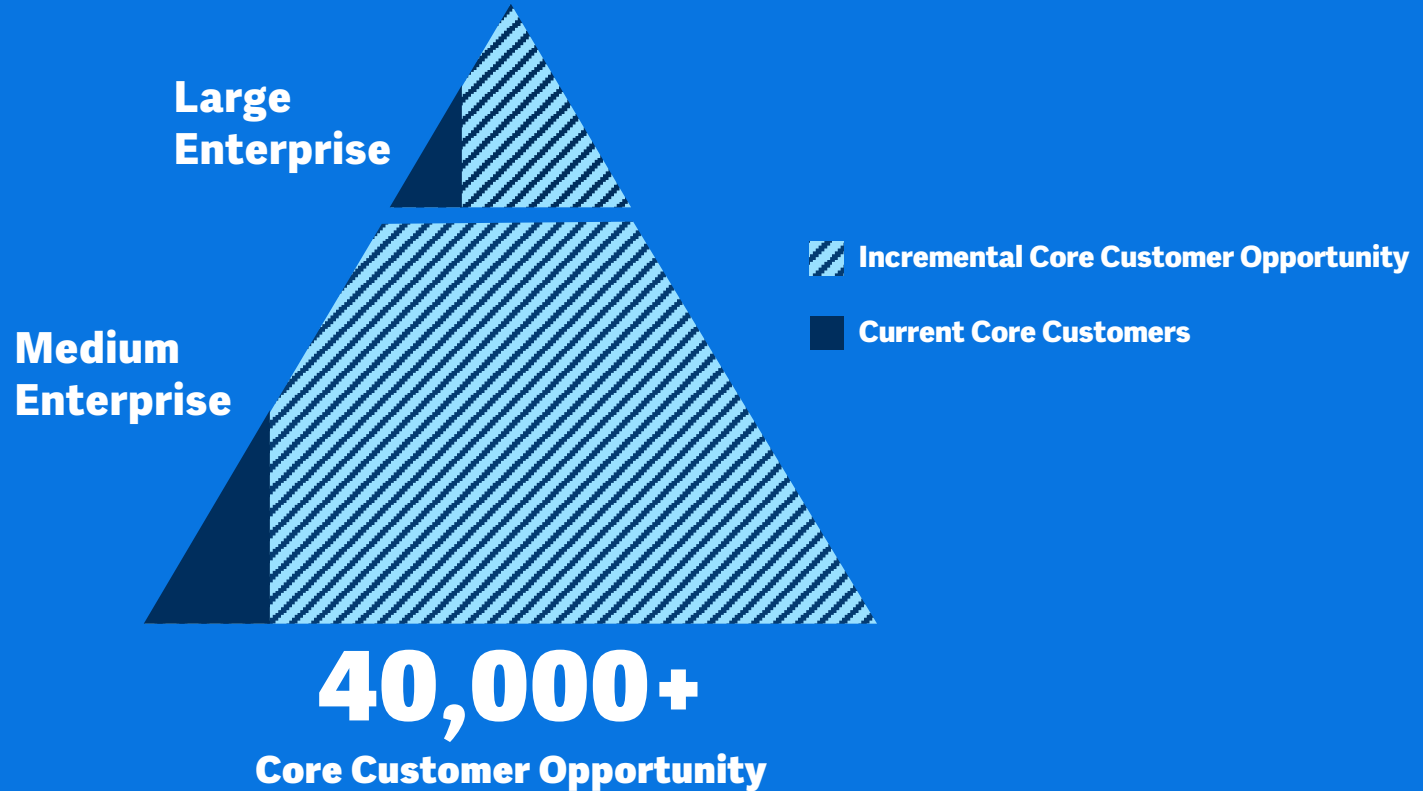 Large
Enterprise
Medium
Enterprise
Incremental Core Customer Opportunity
Current Core Customers
40,000+
Core Customer Opportunity